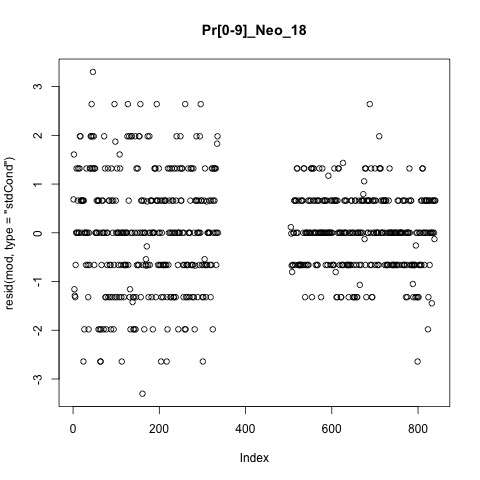 Pr[0-9]_Neo_18
resid(mod, type = "stdCond")
3
2
1
0
-1
-2
-3
0 200 400 600 800
Index